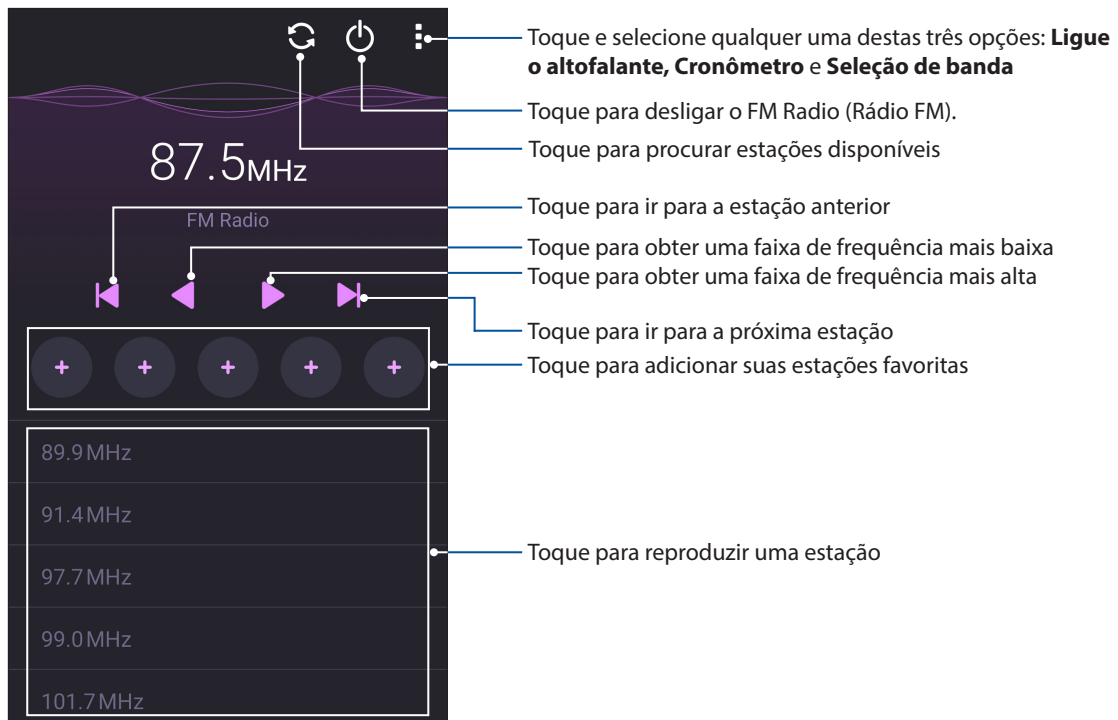 Toque e selecione qualquer uma destas três opções: Ligue
o altofalante, Cronômetro e Seleção de banda
Toque para desligar o FM Radio (Rádio FM).
Toque para procurar estações disponíveis
87.5MHz
FM Radio
Toque para ir para a estação anterior
Toque para obter uma faixa de frequência mais baixa
Toque para obter uma faixa de frequência mais alta
Toque para ir para a próxima estação
Toque para adicionar suas estações favoritas
89.9MHz
91.4MHz
97.7MHz
99.0MHz
101.7MHz
Toque para reproduzir uma estação